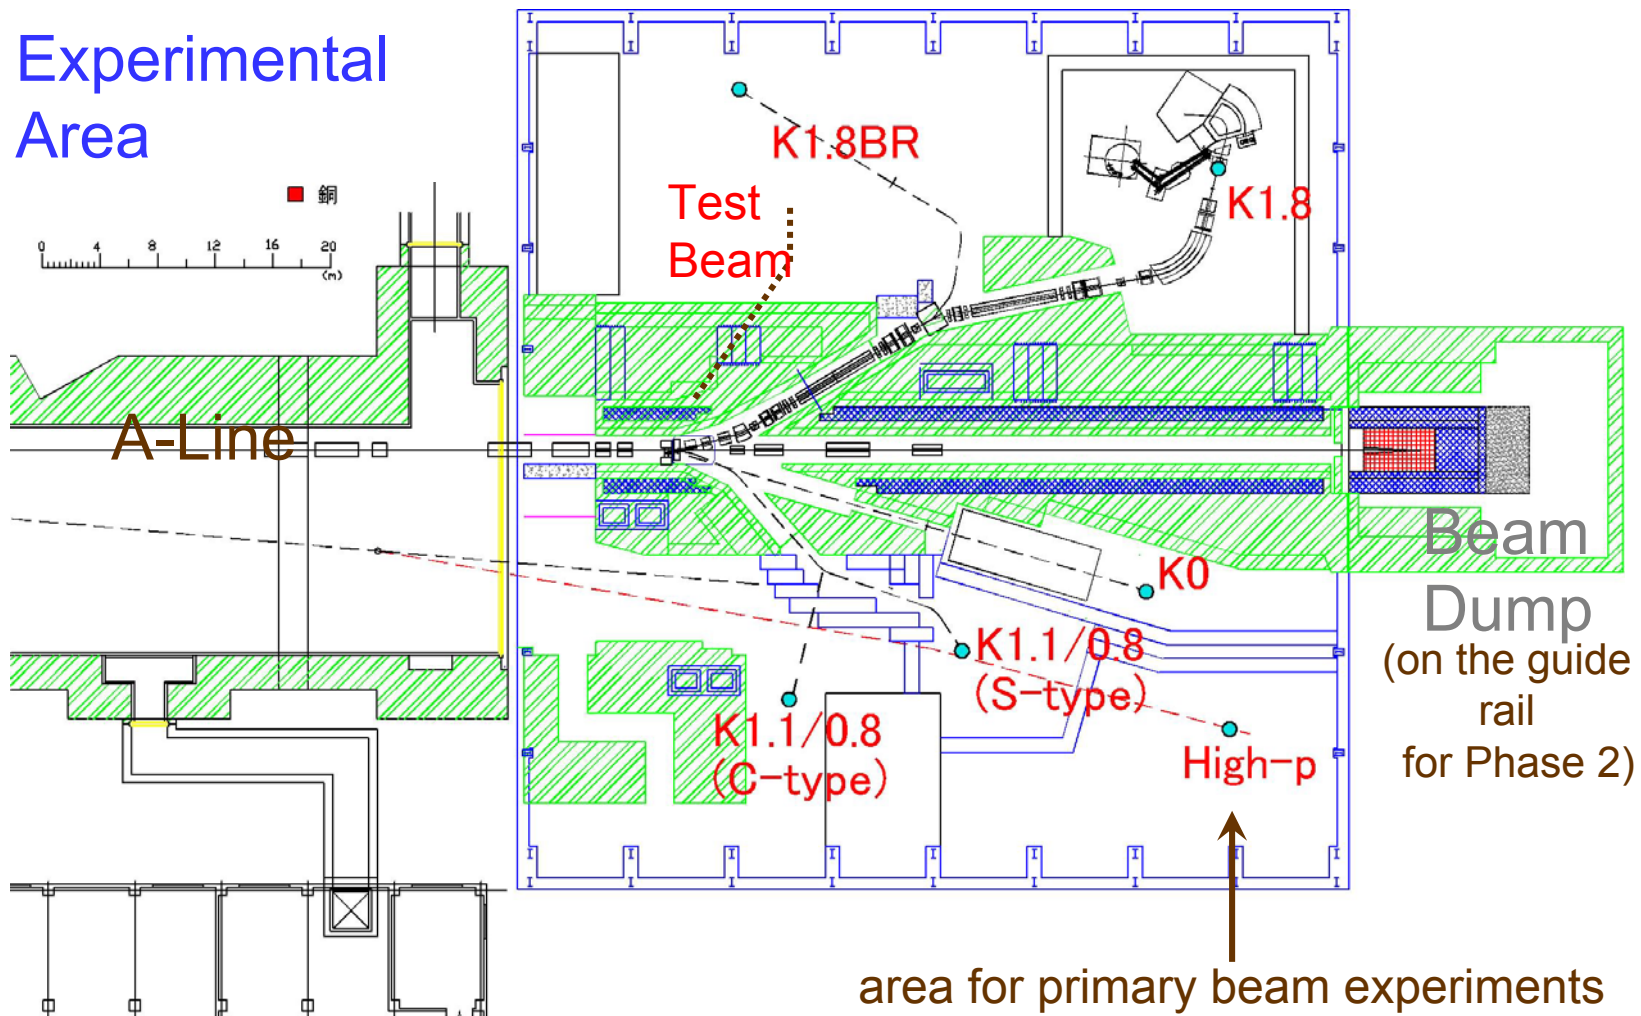 Experimental
Area
銅
0 4 8 12 16 20
(m)
K1.8BR
Test
Beam
K1.8
A-Line
Beam
Dump
(on the guide
rail
for Phase 2)
K0
K1.1/0.8
(S-type)
K1.1/0.8
(C-type)
High-p
area for primary beam experiments